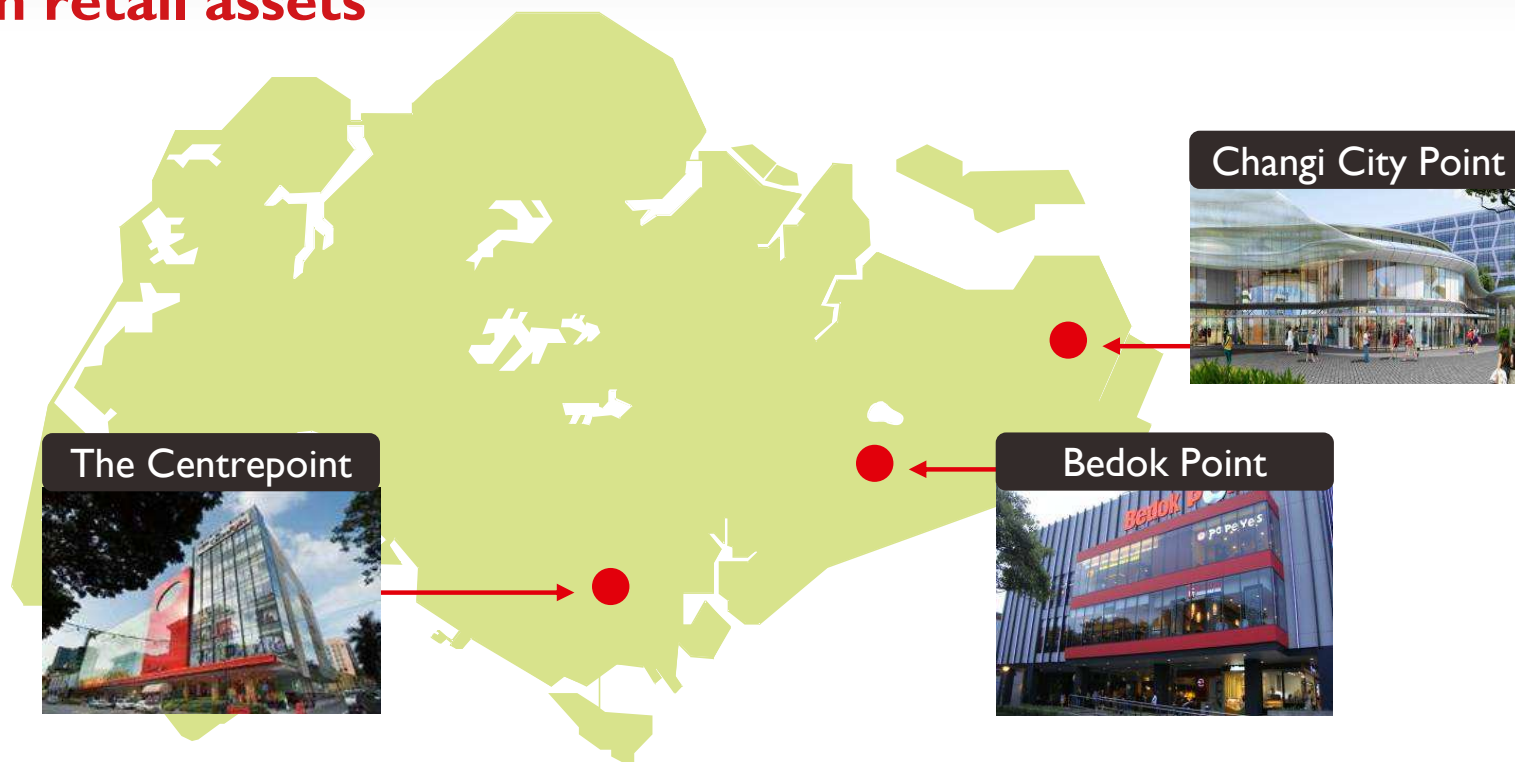 retail assets
Changi City Point
The Centrepoint
Bedok Point
Bedok P
POPEYES